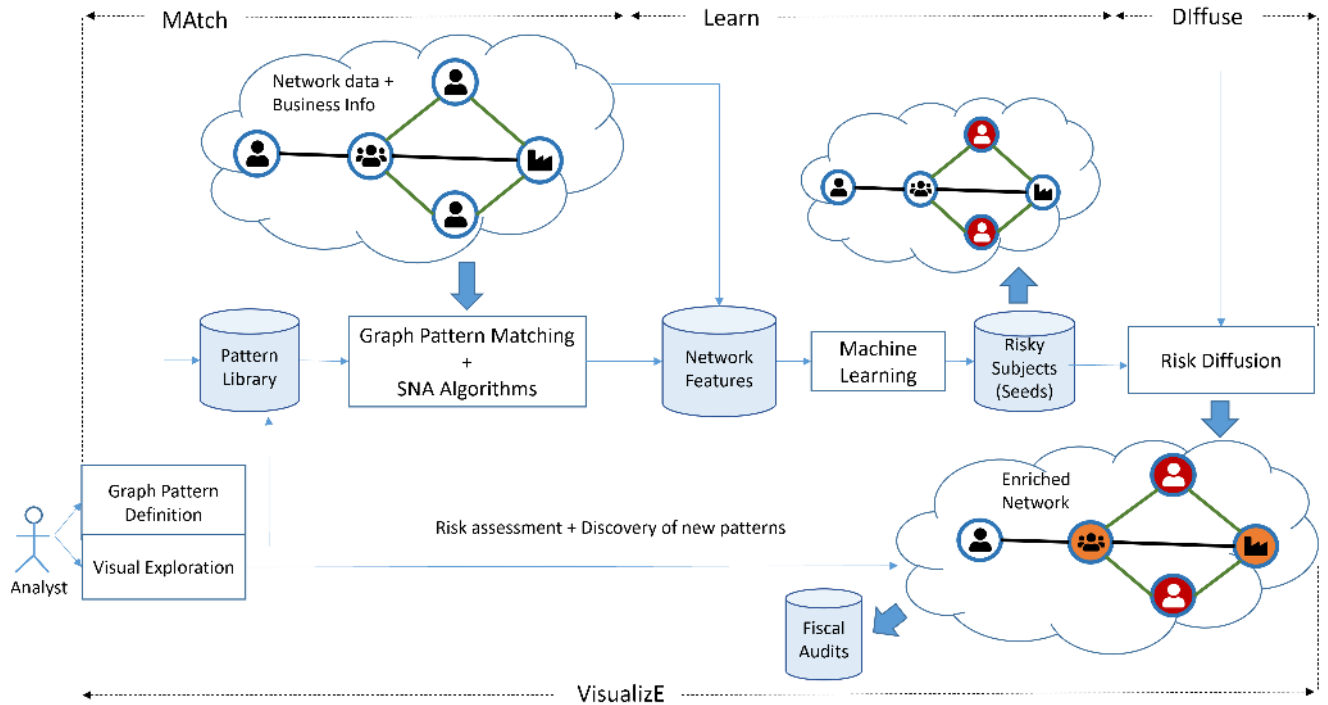 MAtch
Learn
DIffuse
Network data +
Business Info
Pattern
Library
Graph Pattern Matching
+
SNA Algorithms
Network
Features
Machine
Learning
Risky
Subjects
(Seeds)
Risk Diffusion
Graph Pattern
Definition
Visual Exploration
Analyst
Risk assessment + Discovery of new patterns
Enriched
Network
Fiscal
Audits
VisualizE